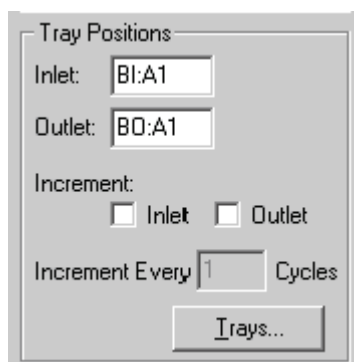 Tray Positions
Inlet: BI:A1
Outlet: BO:A1
Increment:
Inlet Outlet
Increment Every 1 Cycles
Trays...